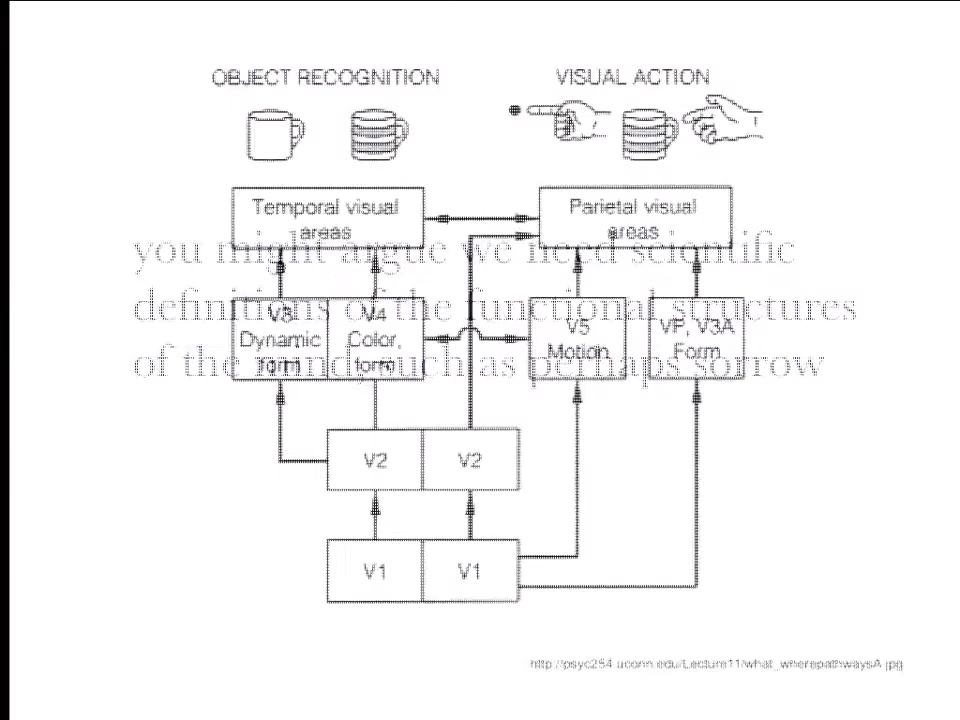 OBJECT RECOGNITION
VISUAL ACTION
Temporal visual
areas
Parietal visual
areas
you might argue we need scientific
definitions of the functional structures
of the mind, such as perhaps sorrow
V3
Dynamic
form
V4
Color,
form
V5
Motion
VP, V3A
Form
V2
V2
V1
V1
http://psyc254.uconn.edu/Lecture11/what_wherepathwaysA.jpg